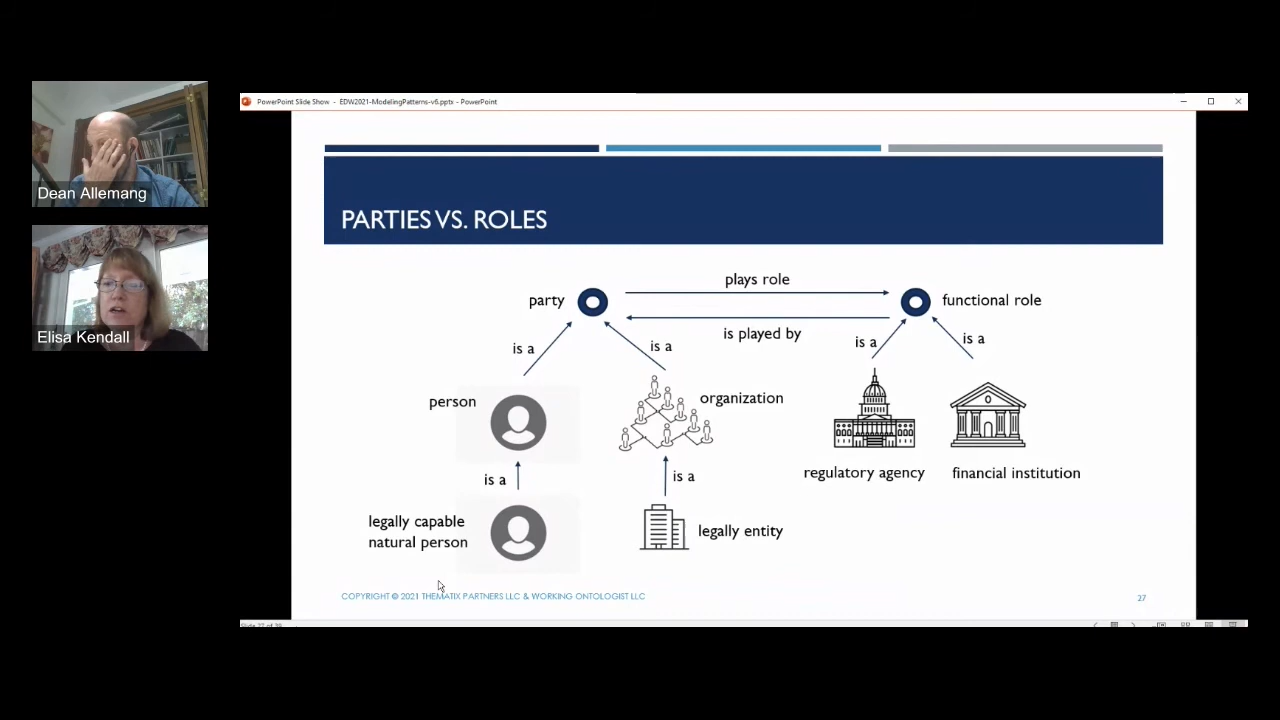 Dean Allemang
Elisa Kendall
PowerPoint Slide Show - EDW2021-ModelingPatterns-v6.pptx - PowerPoint
PARTIES VS. ROLES
party
plays role
functional role
is played by
is a
is a
is a
is a
person
organization
regulatory agency
financial institution
is a
is a
legally capable
natural person
legally entity
COPYRIGHT © 2021 THEMATIX PARTNERS LLC & WORKING ONTOLOGIST LLC
27